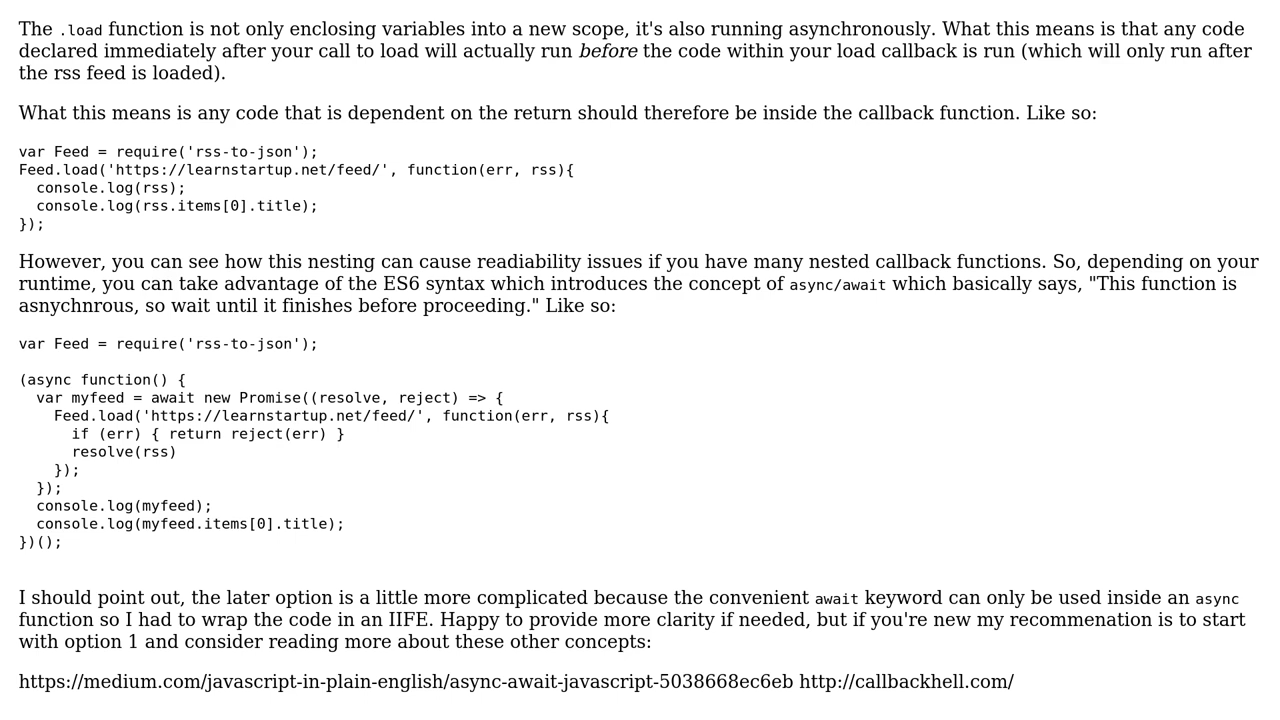 The .load function is not only enclosing variables into a new scope, it's also running asynchronously. What this means is that any code
declared immediately after your call to load will actually run before the code within your load callback is run (which will only run after
the rss feed is loaded).
What this means is any code that is dependent on the return should therefore be inside the callback function. Like so:
var Feed = require('rss-to-json');
Feed.load('https://learnstartup.net/feed/', function(err, rss){
  console.log(rss);
  console.log(rss.items[0].title);
});
However, you can see how this nesting can cause readiability issues if you have many nested callback functions. So, depending on your
runtime, you can take advantage of the ES6 syntax which introduces the concept of async/await which basically says, "This function is
asnychnrous, so wait until it finishes before proceeding." Like so:
var Feed = require('rss-to-json');
(async function() {
  var myfeed = await new Promise((resolve, reject) => {
    Feed.load('https://learnstartup.net/feed/', function(err, rss){
      if (err) { return reject(err) }
      resolve(rss)
    });
  });
  console.log(myfeed);
  console.log(myfeed.items[0].title);
})();
I should point out, the later option is a little more complicated because the convenient await keyword can only be used inside an async
function so I had to wrap the code in an IIFE. Happy to provide more clarity if needed, but if you're new my recommenation is to start
with option 1 and consider reading more about these other concepts:
https://medium.com/javascript-in-plain-english/async-await-javascript-5038668ec6eb http://callbackhell.com/